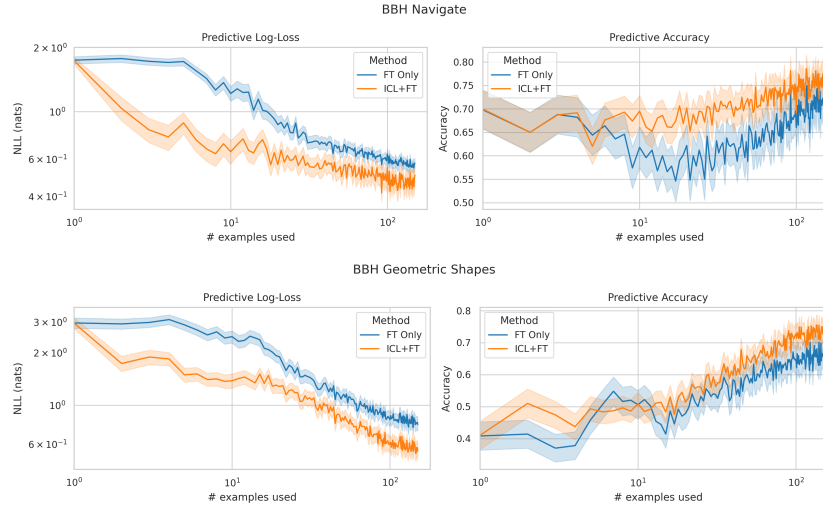 BBH Navigate
Predictive Log-Loss
2 × 10⁰
10⁰
6 × 10⁻¹
4 × 10⁻¹
NLL (nats)
Method
FT Only
ICL+FT
10⁰ 10¹ 10²
# examples used
Predictive Accuracy
0.80
0.75
0.70
0.65
0.60
0.55
0.50
Accuracy
Method
FT Only
ICL+FT
10⁰ 10¹ 10²
# examples used
BBH Geometric Shapes
Predictive Log-Loss
3 × 10⁰
2 × 10⁰
10⁰
6 × 10⁻¹
NLL (nats)
Method
FT Only
ICL+FT
10⁰ 10¹ 10²
# examples used
Predictive Accuracy
0.8
0.7
0.6
0.5
0.4
Accuracy
Method
FT Only
ICL+FT
10⁰ 10¹ 10²
# examples used